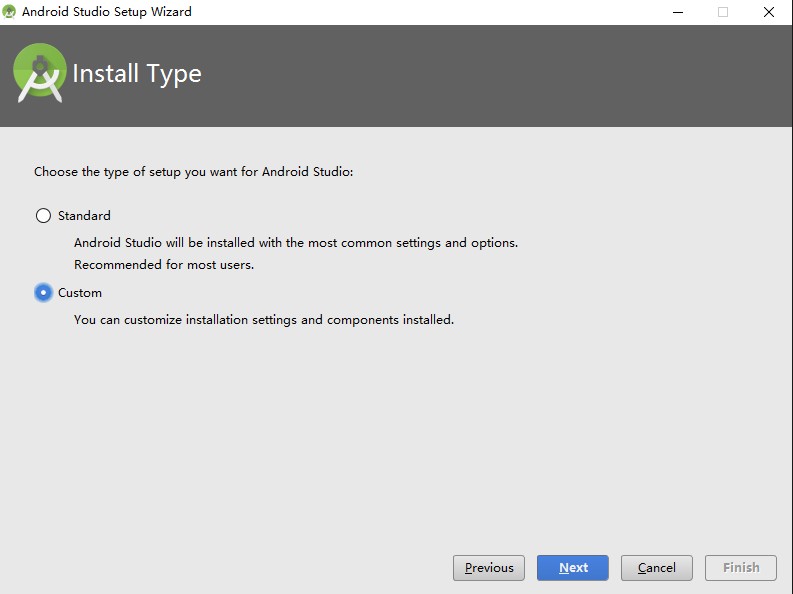 Android Studio Setup Wizard
Install Type
Choose the type of setup you want for Android Studio:
Standard
Android Studio will be installed with the most common settings and options.
Recommended for most users.
Custom
You can customize installation settings and components installed.
Previous Next Cancel Finish